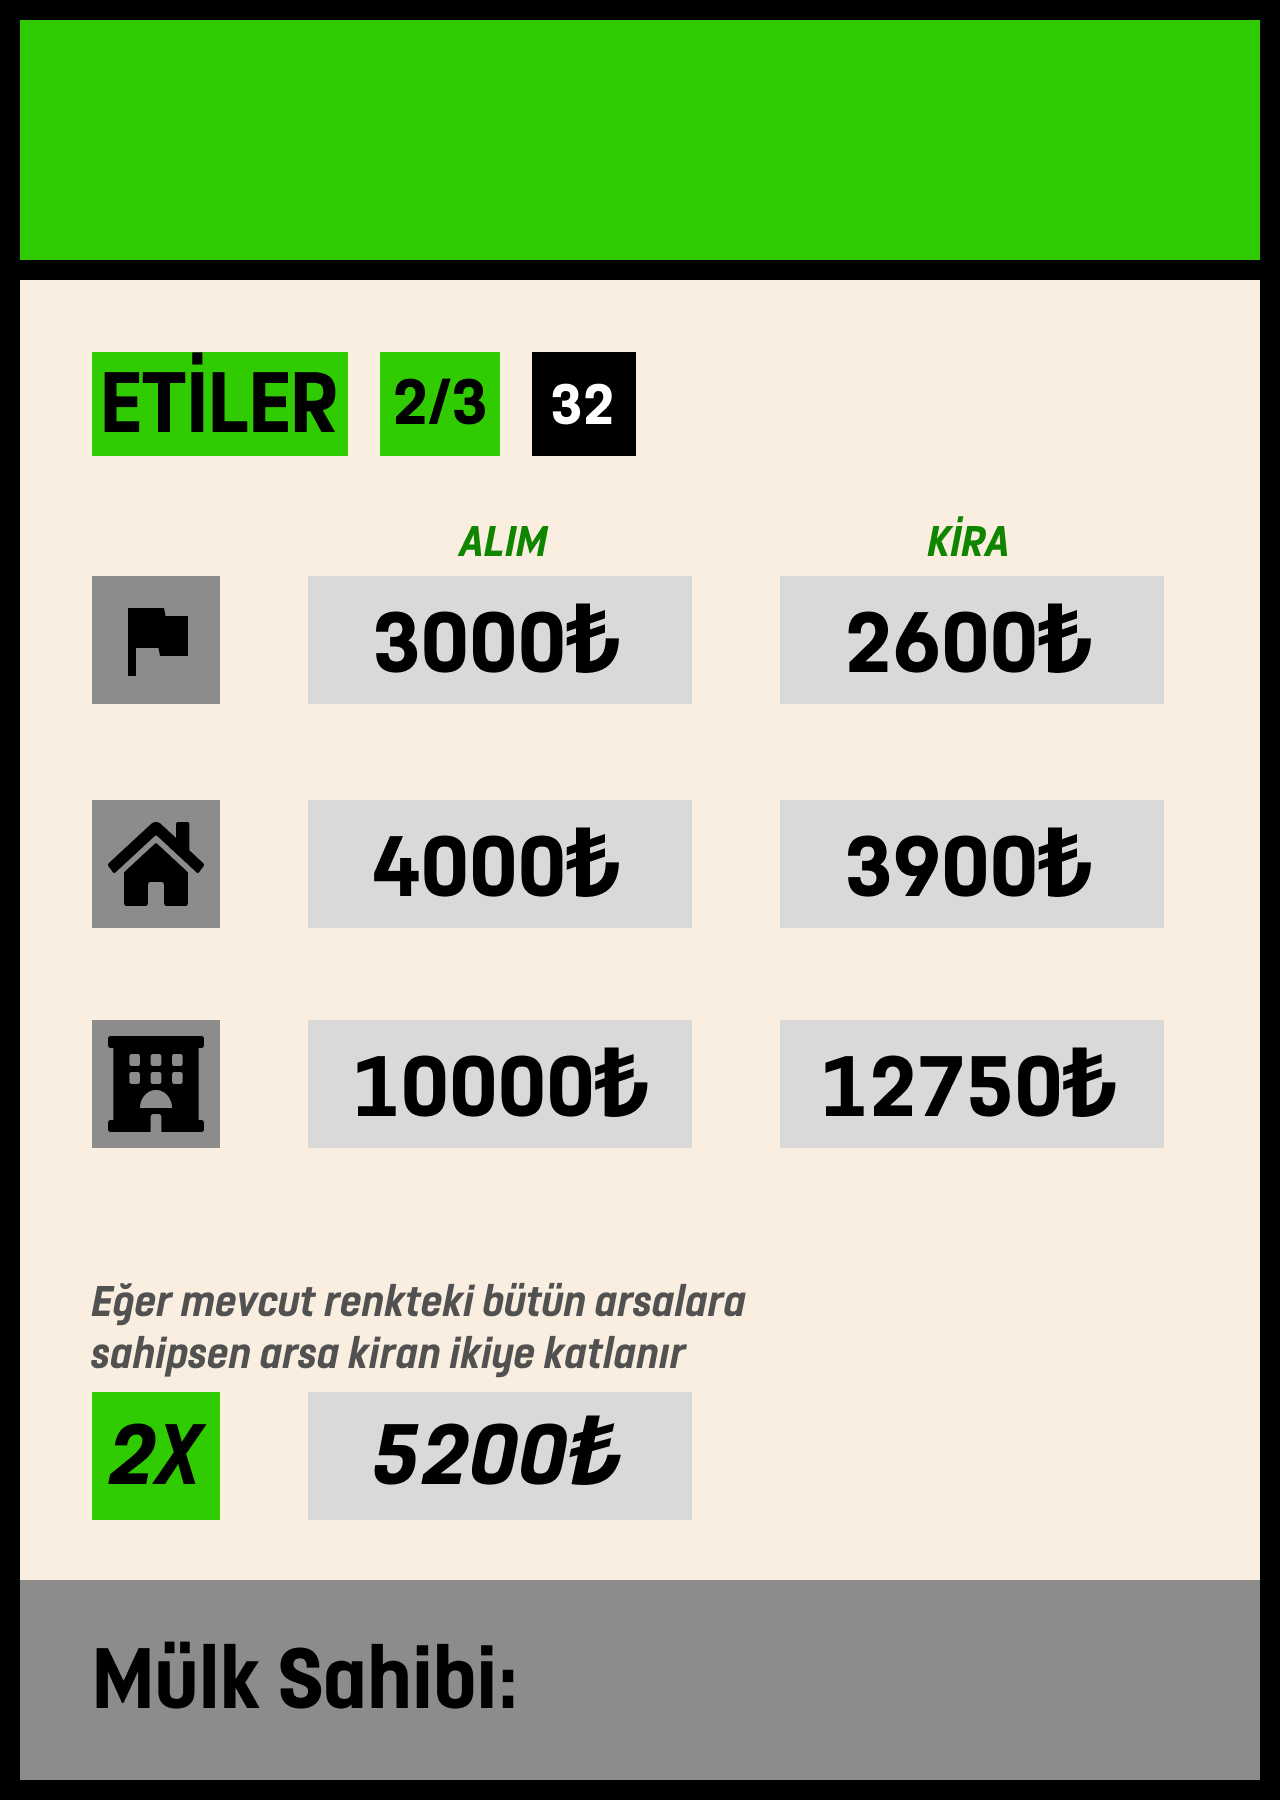 ETİLER 2/3 32
ALIM KİRA
3000₺ 2600₺
4000₺ 3900₺
10000₺ 12750₺
Eğer mevcut renkteki bütün arsalara
sahipsen arsa kiran ikiye katlanır
2X 5200₺
Mülk Sahibi: